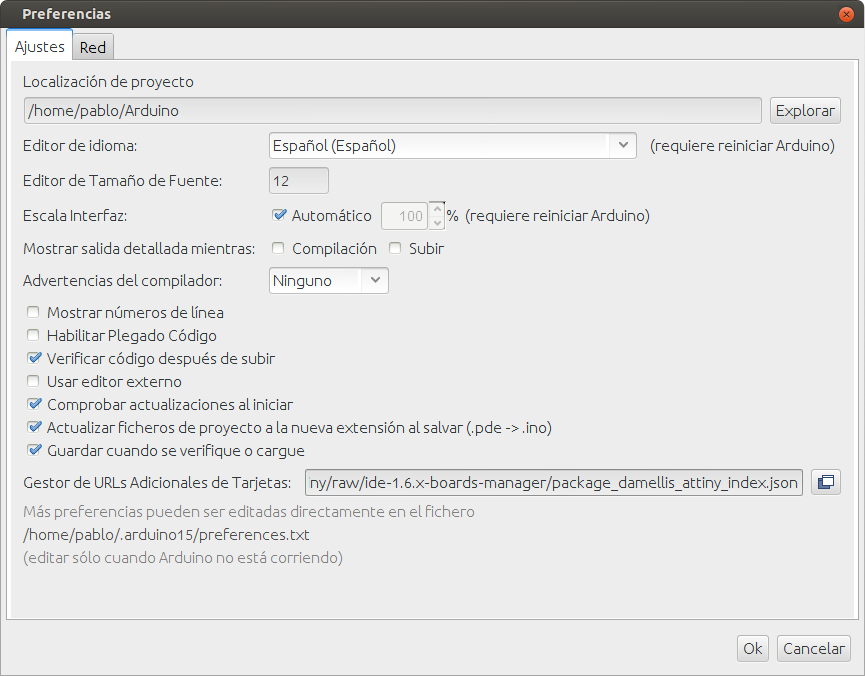 Preferencias
Ajustes Red
Localización de proyecto
/home/pablo/Arduino Explorar
Editor de idioma: Español (Español) (requiere reiniciar Arduino)
Editor de Tamaño de Fuente: 12
Escala Interfaz: Automático 100 % (requiere reiniciar Arduino)
Mostrar salida detallada mientras: Compilación Subir
Advertencias del compilador: Ninguno
Mostrar números de línea
Habilitar Plegado Código
Verificar código después de subir
Usar editor externo
Comprobar actualizaciones al iniciar
Actualizar ficheros de proyecto a la nueva extensión al salvar (.pde -> .ino)
Guardar cuando se verifique o cargue
Gestor de URLs Adicionales de Tarjetas: ny/raw/ide-1.6.x-boards-manager/package_damellis_attiny_index.json
Más preferencias pueden ser editadas directamente en el fichero
/home/pablo/.arduino15/preferences.txt
(editar sólo cuando Arduino no está corriendo)
Ok Cancelar